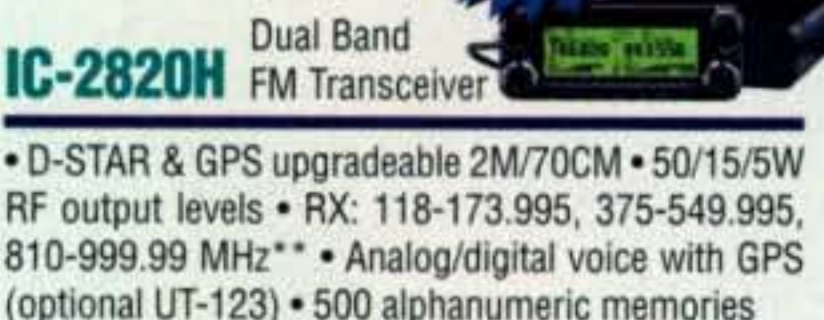 Dual Band
IC-2820H FM Transceiver
• D-STAR & GPS upgradeable 2M/70CM • 50/15/5W
RF output levels • RX: 118-173.995, 375-549.995,
810-999.99 MHz** • Analog/digital voice with GPS
(optional UT-123) • 500 alphanumeric memories